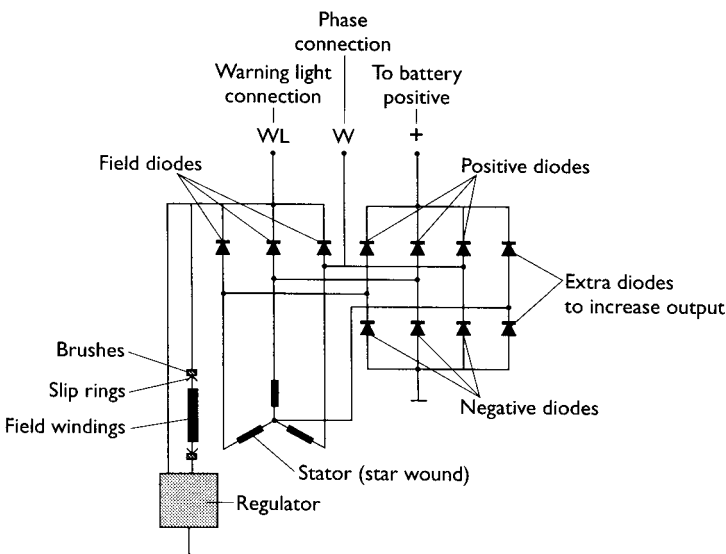 Phase
connection
Warning light
connection
To battery
positive
WL
W
+
Field diodes
Positive diodes
Extra diodes
to increase output
Brushes
Slip rings
Field windings
Negative diodes
Stator (star wound)
Regulator